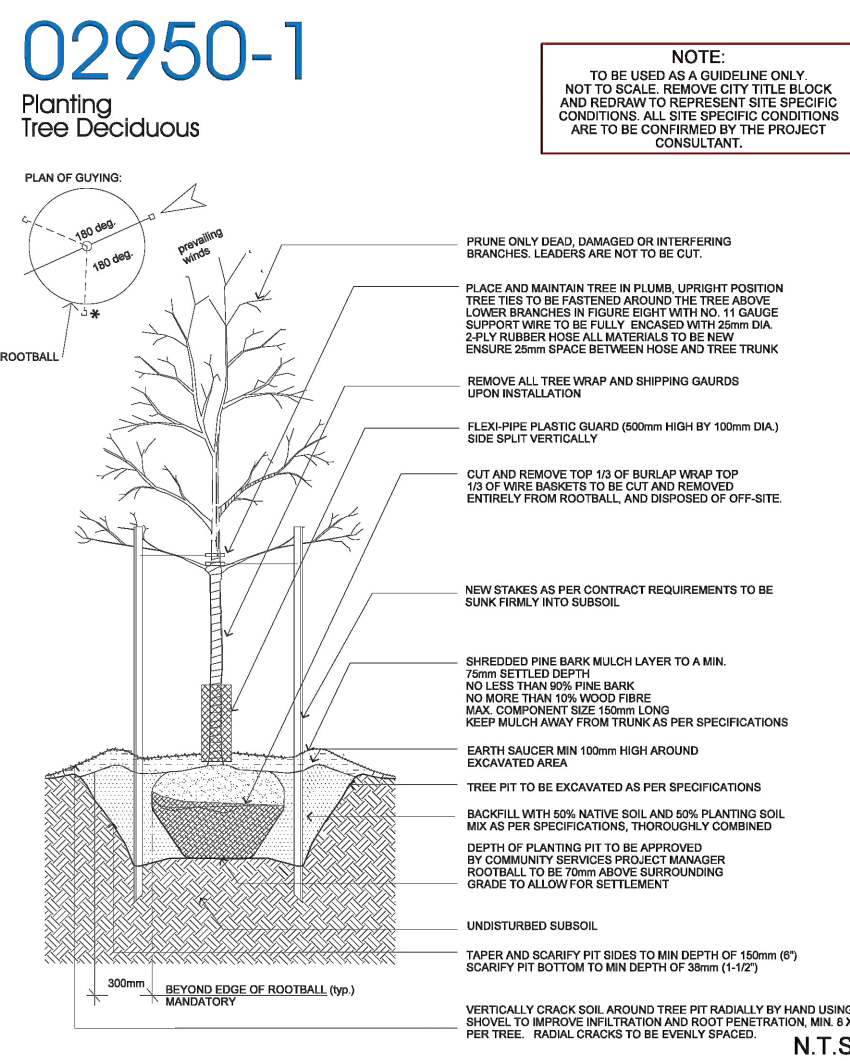 02950-1
Planting
Tree Deciduous
NOTE:
TO BE USED AS A GUIDELINE ONLY.
NOT TO SCALE. REMOVE CITY TITLE BLOCK
AND REDRAW TO REPRESENT SITE SPECIFIC
CONDITIONS. ALL SITE SPECIFIC CONDITIONS
ARE TO BE CONFIRMED BY THE PROJECT
CONSULTANT.
PLAN OF GUYING:
180 deg.
180 deg.
*
ROOTBALL
prevailing
winds
PRUNE ONLY DEAD, DAMAGED OR INTERFERING
BRANCHES. LEADERS ARE NOT TO BE CUT.
PLACE AND MAINTAIN TREE IN PLUMB, UPRIGHT POSITION
TREE TIES TO BE FASTENED AROUND THE TREE ABOVE
LOWER BRANCHES IN FIGURE EIGHT WITH NO. 11 GAUGE
SUPPORT WIRE TO BE FULLY ENCASED WITH 25mm DIA.
2-PLY RUBBER HOSE ALL MATERIALS TO BE NEW
ENSURE 25mm SPACE BETWEEN HOSE AND TREE TRUNK
REMOVE ALL TREE WRAP AND SHIPPING GAURDS
UPON INSTALLATION
FLEXI-PIPE PLASTIC GUARD (500mm HIGH BY 100mm DIA.)
SIDE SPLIT VERTICALLY
CUT AND REMOVE TOP 1/3 OF BURLAP WRAP TOP
1/3 OF WIRE BASKETS TO BE CUT AND REMOVED
ENTIRELY FROM ROOTBALL, AND DISPOSED OF OFF-SITE.
NEW STAKES AS PER CONTRACT REQUIREMENTS TO BE
SUNK FIRMLY INTO SUBSOIL
SHREDDED PINE BARK MULCH LAYER TO A MIN.
75mm SETTLED DEPTH
NO LESS THAN 90% PINE BARK
NO MORE THAN 10% WOOD FIBRE
MAX. COMPONENT SIZE 150mm LONG
KEEP MULCH AWAY FROM TRUNK AS PER SPECIFICATIONS
EARTH SAUCER MIN 100mm HIGH AROUND
EXCAVATED AREA
TREE PIT TO BE EXCAVATED AS PER SPECIFICATIONS
BACKFILL WITH 50% NATIVE SOIL AND 50% PLANTING SOIL
MIX AS PER SPECIFICATIONS, THOROUGHLY COMBINED
DEPTH OF PLANTING PIT TO BE APPROVED
BY COMMUNITY SERVICES PROJECT MANAGER
ROOTBALL TO BE 70mm ABOVE SURROUNDING
GRADE TO ALLOW FOR SETTLEMENT
UNDISTURBED SUBSOIL
TAPER AND SCARIFY PIT SIDES TO MIN DEPTH OF 150mm (6")
SCARIFY PIT BOTTOM TO MIN DEPTH OF 38mm (1-1/2")
300mm
BEYOND EDGE OF ROOTBALL (typ.)
MANDATORY
VERTICALLY CRACK SOIL AROUND TREE PIT RADIALLY BY HAND USING
SHOVEL TO IMPROVE INFILTRATION AND ROOT PENETRATION, MIN. 8 X
PER TREE. RADIAL CRACKS TO BE EVENLY SPACED.
N.T.S